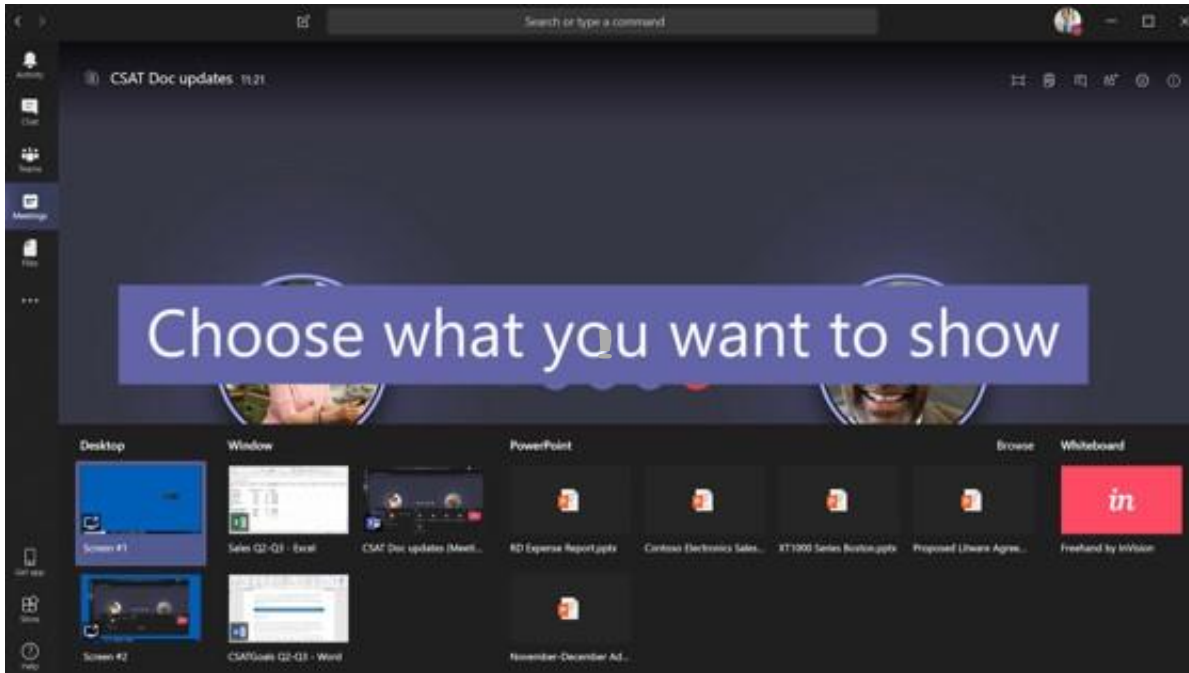 Search or type a command
Activity
Chat
Teams
Meetings
Files
CSAT Doc updates 11:21
Choose what you want to show
Desktop
Window
PowerPoint
Browse
Whiteboard
in
Screen #1
Sales Q2-Q3 - Excel
CSAT Doc updates (Meeti...
RD Expense Report.pptx
Contoso Electronics Sales...
XT1000 Series Boston.pptx
Proposed Litware Agree...
Freehand by InVision
Screen #2
CSATGoals Q2-Q3 - Word
November-December Ad...
Get app
Store
Help